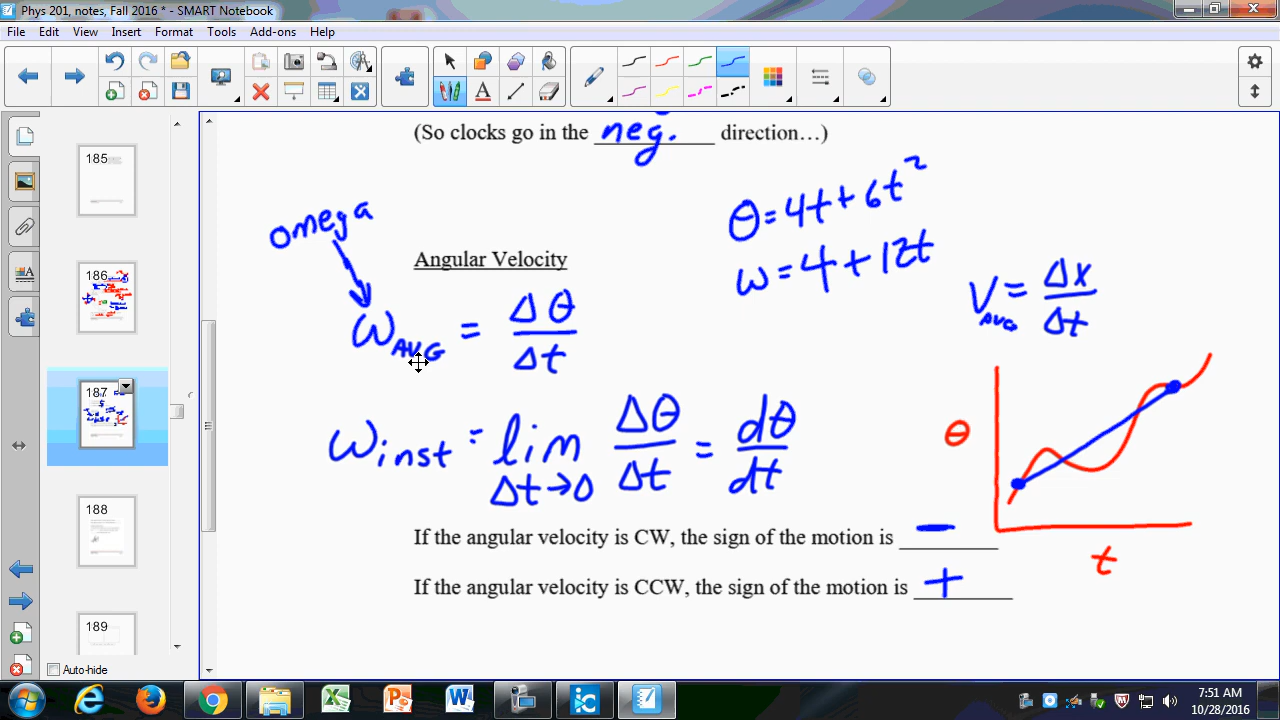 Phys 201, notes, Fall 2016 * - SMART Notebook
File Edit View Insert Format Tools Add-ons Help
185
186
187
188
189
Auto-hide
(So clocks go in the neg. direction…)
omega
θ=4t+6t²
ω=4+12t
Angular Velocity
ω_AVG = Δθ/Δt
V_AVG = Δx/Δt
ω_inst = lim Δt→0 Δθ/Δt = dθ/dt
θ
t
If the angular velocity is CW, the sign of the motion is −
If the angular velocity is CCW, the sign of the motion is +
7:51 AM
10/28/2016